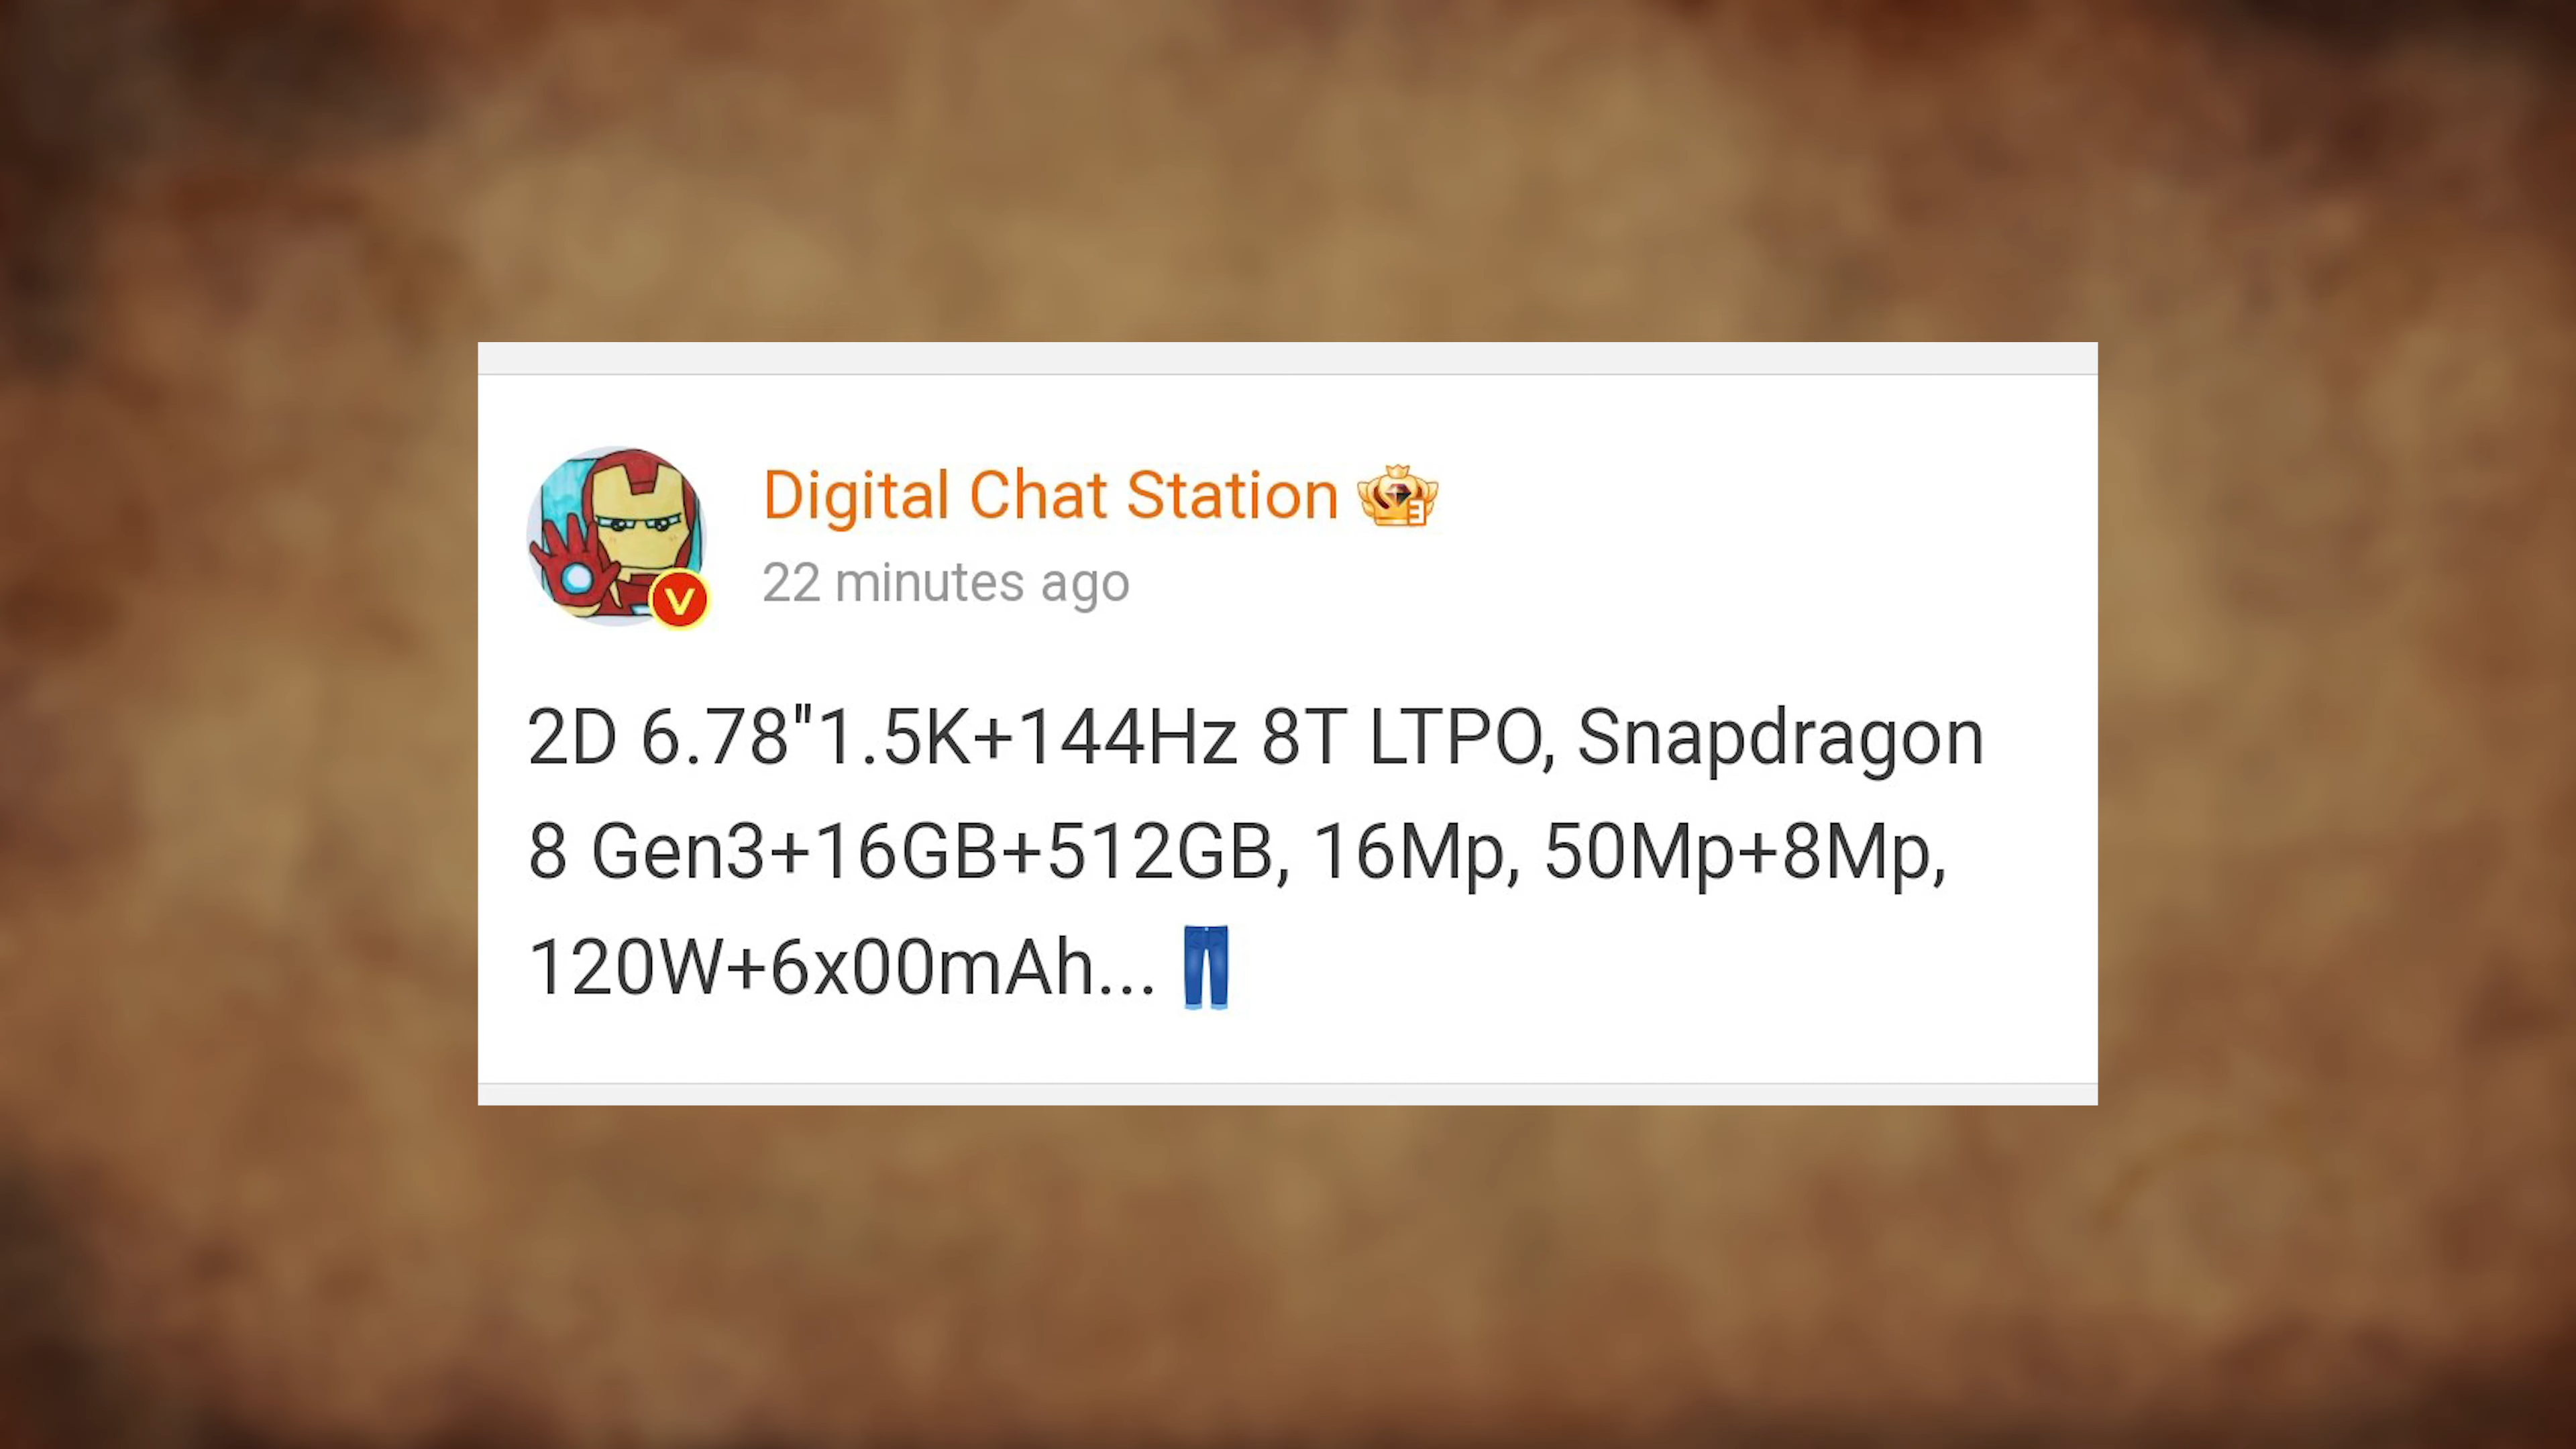 Digital Chat Station
3
V
22 minutes ago
2D 6.78"1.5K+144Hz 8T LTPO, Snapdragon
8 Gen3+16GB+512GB, 16Mp, 50Mp+8Mp,
120W+6x00mAh...